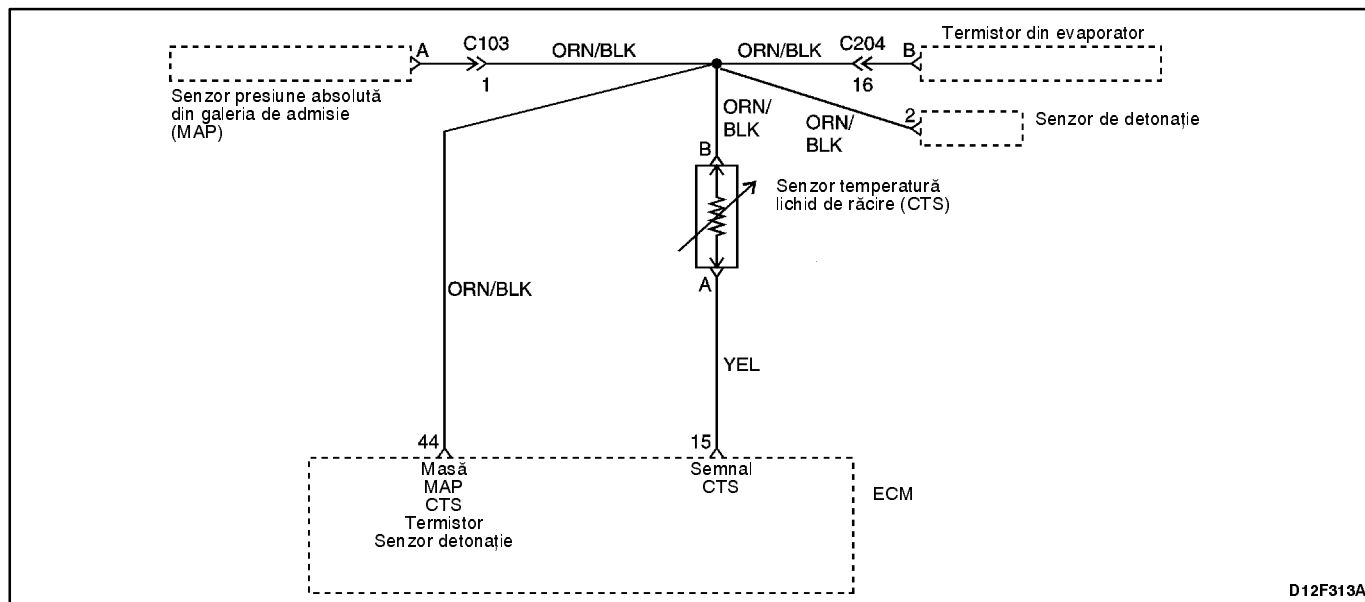 A
C103
1
ORN/BLK
ORN/BLK
C204
16
B
Termistor din evaporator
Senzor presiune absolută
din galeria de admisie
(MAP)
ORN/
BLK
ORN/
BLK
2
Senzor de detonație
B
Senzor temperatură
lichid de răcire (CTS)
A
ORN/BLK
YEL
44
15
Masă
MAP
CTS
Termistor
Senzor detonație
Semnal
CTS
ECM
D12F313A